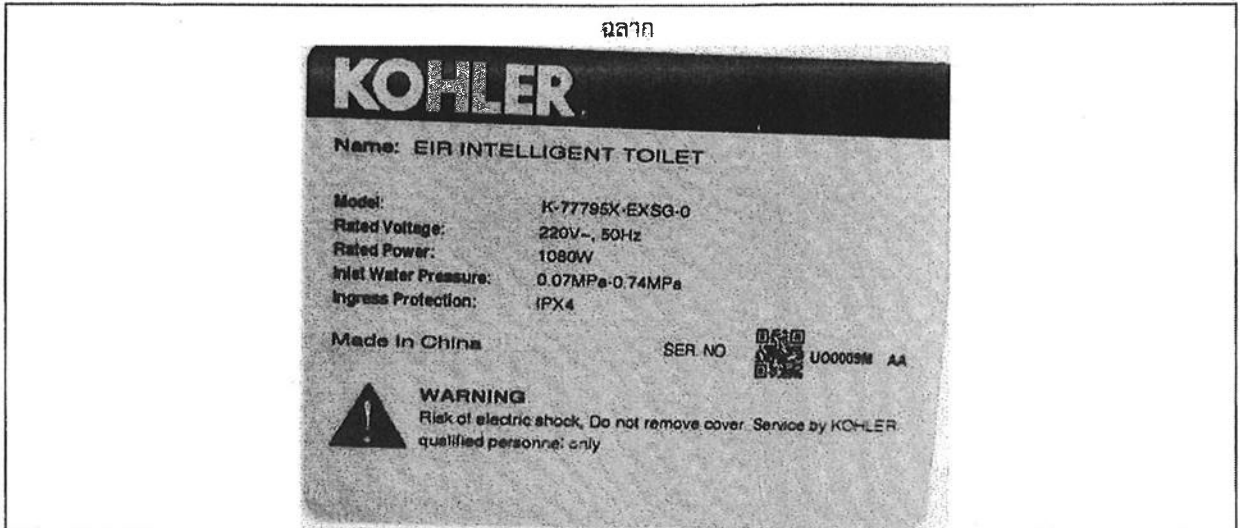 ฉลาก
KOHLER
Name: EIR INTELLIGENT TOILET
Model: K-77795X-EXSG-0
Rated Voltage: 220V~, 50Hz
Rated Power: 1080W
Inlet Water Pressure: 0.07MPa-0.74MPa
Ingress Protection: IPX4
Made In China SER. NO AA
WARNING
Risk of electric shock, Do not remove cover. Service by KOHLER
qualified personnel only